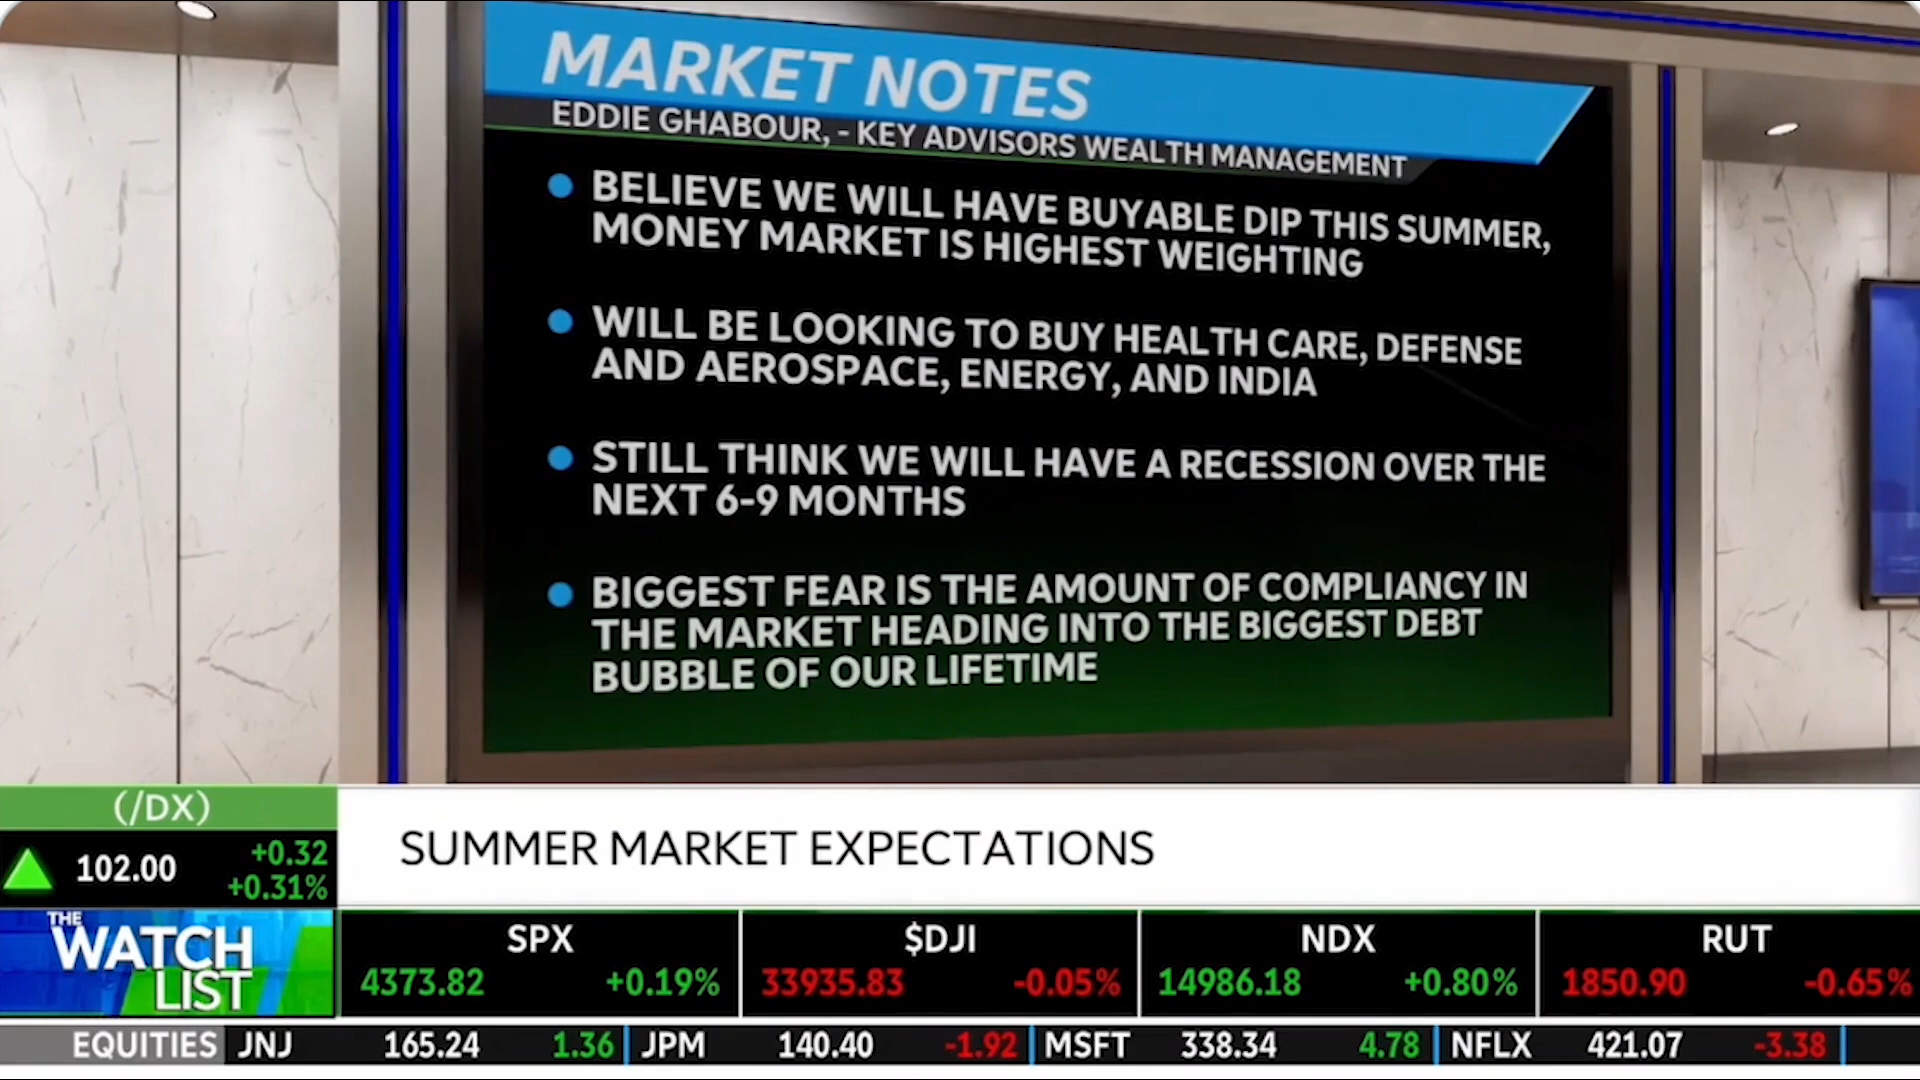 MARKET NOTES
EDDIE GHABOUR, - KEY ADVISORS WEALTH MANAGEMENT
BELIEVE WE WILL HAVE BUYABLE DIP THIS SUMMER,
MONEY MARKET IS HIGHEST WEIGHTING
WILL BE LOOKING TO BUY HEALTH CARE, DEFENSE
AND AEROSPACE, ENERGY, AND INDIA
STILL THINK WE WILL HAVE A RECESSION OVER THE
NEXT 6-9 MONTHS
BIGGEST FEAR IS THE AMOUNT OF COMPLIANCY IN
THE MARKET HEADING INTO THE BIGGEST DEBT
BUBBLE OF OUR LIFETIME
(/DX)
102.00 +0.32
+0.31%
SUMMER MARKET EXPECTATIONS
THE
WATCH
LIST
SPX
4373.82 +0.19%
$DJI
33935.83 -0.05%
NDX
14986.18 +0.80%
RUT
1850.90 -0.65%
EQUITIES JNJ 165.24 1.36 JPM 140.40 -1.92 MSFT 338.34 4.78 NFLX 421.07 -3.38